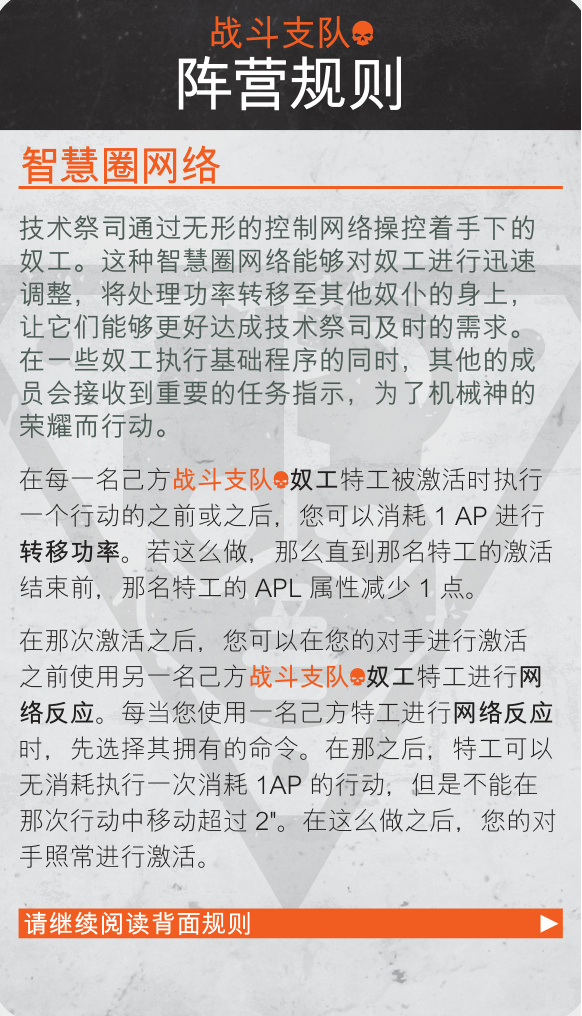 战斗支队
阵营规则
智慧圈网络
技术祭司通过无形的控制网络操控着手下的
奴工。这种智慧圈网络能够对奴工进行迅速
调整，将处理功率转移至其他奴仆的身上，
让它们能够更好达成技术祭司及时的需求。
在一些奴工执行基础程序的同时，其他的成
员会接收到重要的任务指示，为了机械神的
荣耀而行动。
在每一名己方战斗支队奴工特工被激活时执行
一个行动的之前或之后，您可以消耗 1 AP 进行
转移功率。若这么做，那么直到那名特工的激活
结束前，那名特工的 APL 属性减少 1 点。
在那次激活之后，您可以在您的对手进行激活
之前使用另一名己方战斗支队奴工特工进行网
络反应。每当您使用一名己方特工进行网络反应
时，先选择其拥有的命令。在那之后，特工可以
无消耗执行一次消耗 1AP 的行动，但是不能在
那次行动中移动超过 2"。在这么做之后，您的对
手照常进行激活。
请继续阅读背面规则